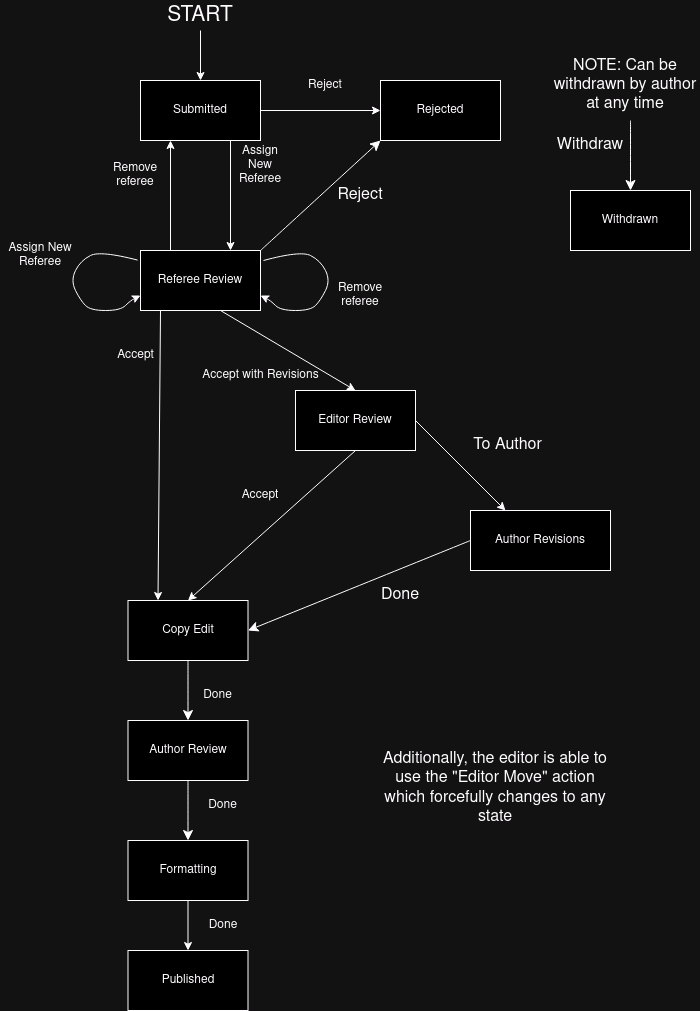 START
NOTE: Can be
withdrawn by author
at any time
Reject
Submitted
Rejected
Withdraw
Assign
New
Referee
Remove
referee
Reject
Withdrawn
Assign New
Referee
Referee Review
Remove
referee
Accept
Accept with Revisions
Editor Review
To Author
Accept
Author Revisions
Done
Copy Edit
Done
Author Review
Additionally, the editor is able to
use the "Editor Move" action
which forcefully changes to any
state
Done
Formatting
Done
Published